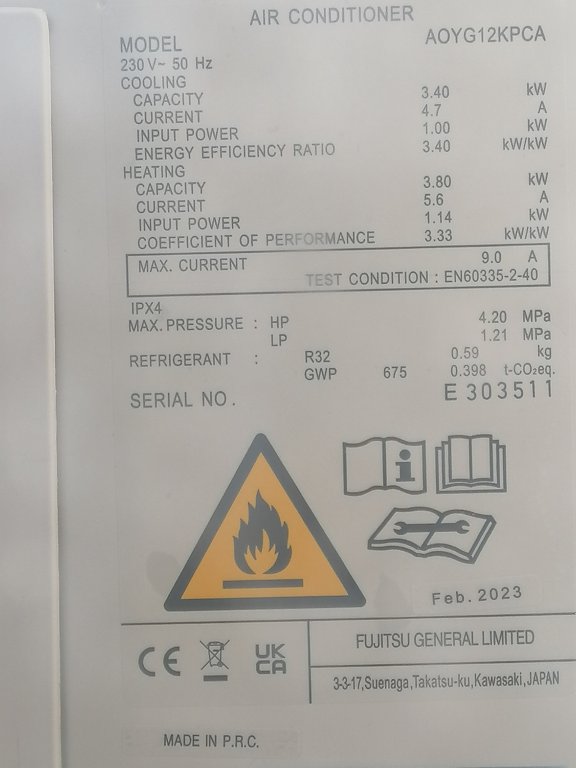 AIR CONDITIONER
MODEL AOYG12KPCA
230 V~ 50 Hz
COOLING
CAPACITY 3.40 kW
CURRENT 4.7 A
INPUT POWER 1.00 kW
ENERGY EFFICIENCY RATIO 3.40 kW/kW
HEATING
CAPACITY 3.80 kW
CURRENT 5.6 A
INPUT POWER 1.14 kW
COEFFICIENT OF PERFORMANCE 3.33 kW/kW
MAX. CURRENT 9.0 A
TEST CONDITION : EN60335-2-40
IPX4
MAX. PRESSURE : HP 4.20 MPa
LP 1.21 MPa
REFRIGERANT : R32 0.59 kg
GWP 675 0.398 t-CO₂eq.
SERIAL NO. E 303511
Feb. 2023
CE UK CA
FUJITSU GENERAL LIMITED
3-3-17,Suenaga,Takatsu-ku,Kawasaki,JAPAN
MADE IN P.R.C.